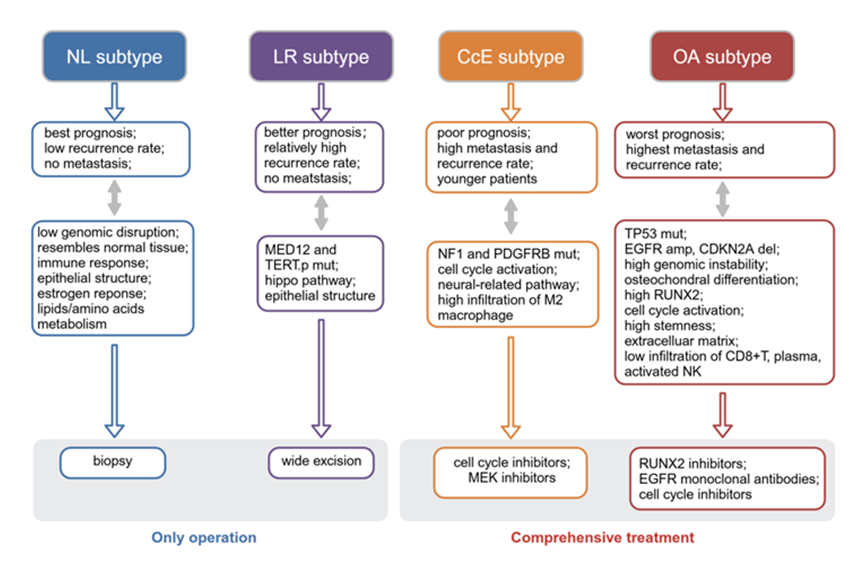 NL subtype
LR subtype
CcE subtype
OA subtype
best prognosis;
low recurrence rate;
no metastasis;
better prognosis;
relatively high
recurrence rate;
no meatstasis;
poor prognosis;
high metastasis and
recurrence rate;
younger patients
worst prognosis;
highest metastasis and
recurrence rate;
low genomic disruption;
resembles normal tissue;
immune response;
epithelial structure;
estrogen reponse;
lipids/amino acids
metabolism
MED12 and
TERT.p mut;
hippo pathway;
epithelial structure
NF1 and PDGFRB mut;
cell cycle activation;
neural-related pathway;
high infiltration of M2
macrophage
TP53 mut;
EGFR amp, CDKN2A del;
high genomic instability;
osteochondral differentiation;
high RUNX2;
cell cycle activation;
high stemness;
extracelluar matrix;
low infiltration of CD8+T, plasma,
activated NK
biopsy
wide excision
cell cycle inhibitors;
MEK inhibitors
RUNX2 inhibitors;
EGFR monoclonal antibodies;
cell cycle inhibitors
Only operation
Comprehensive treatment